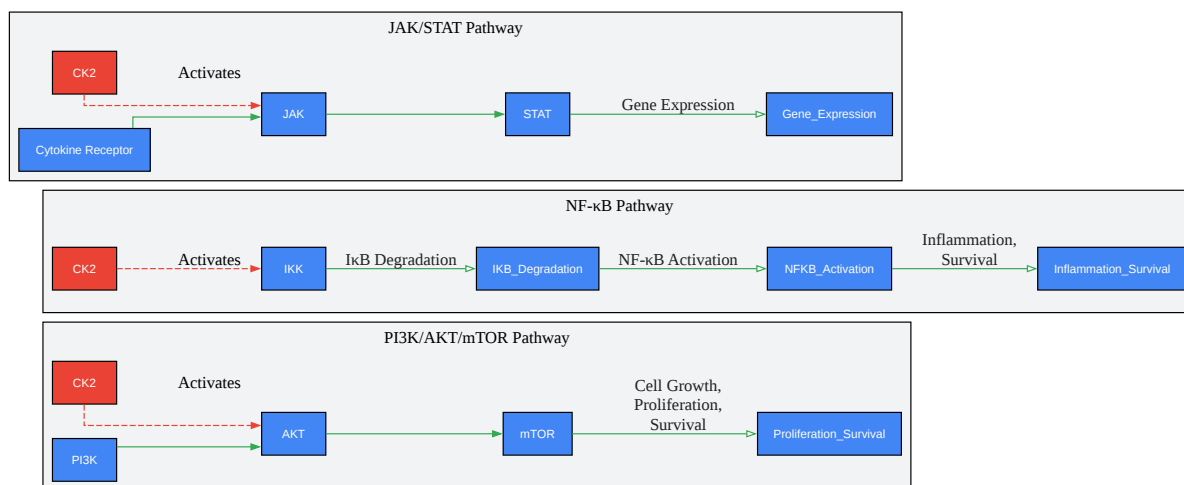 JAK/STAT Pathway
CK2
Activates
JAK
STAT
Gene Expression
Gene_Expression
Cytokine Receptor
NF-κB Pathway
CK2
Activates
IKK
IκB Degradation
IKB_Degradation
NF-κB Activation
NFKB_Activation
Inflammation,
Survival
Inflammation_Survival
PI3K/AKT/mTOR Pathway
CK2
Activates
PI3K
AKT
mTOR
Cell Growth,
Proliferation,
Survival
Proliferation_Survival